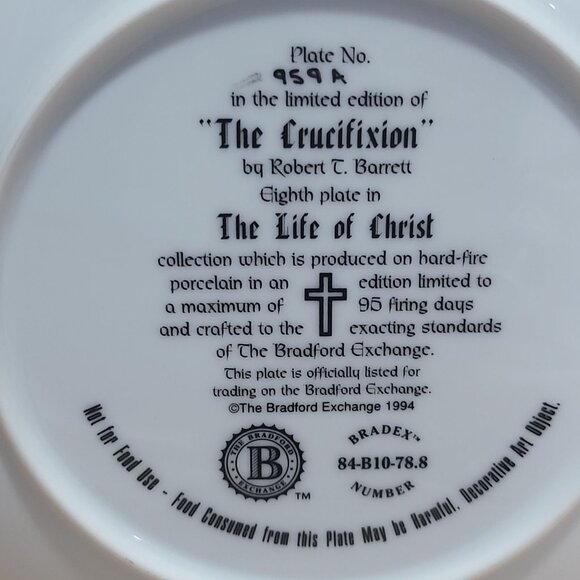 Plate No.
959A
in the limited edition of
"The Crucifixion"
by Robert T. Barrett
Eighth plate in
The Life of Christ
collection which is produced on hard-fire
porcelain in an edition limited to
a maximum of 95 firing days
and crafted to the exacting standards
of The Bradford Exchange.
This plate is officially listed for
trading on the Bradford Exchange.
©The Bradford Exchange 1994
THE BRADFORD
B
EXCHANGE
TM
BRADEX™
84-B10-78.8
NUMBER
Not for Food Use - Food Consumed from this Plate May be Harmful. Decorative Art Object.